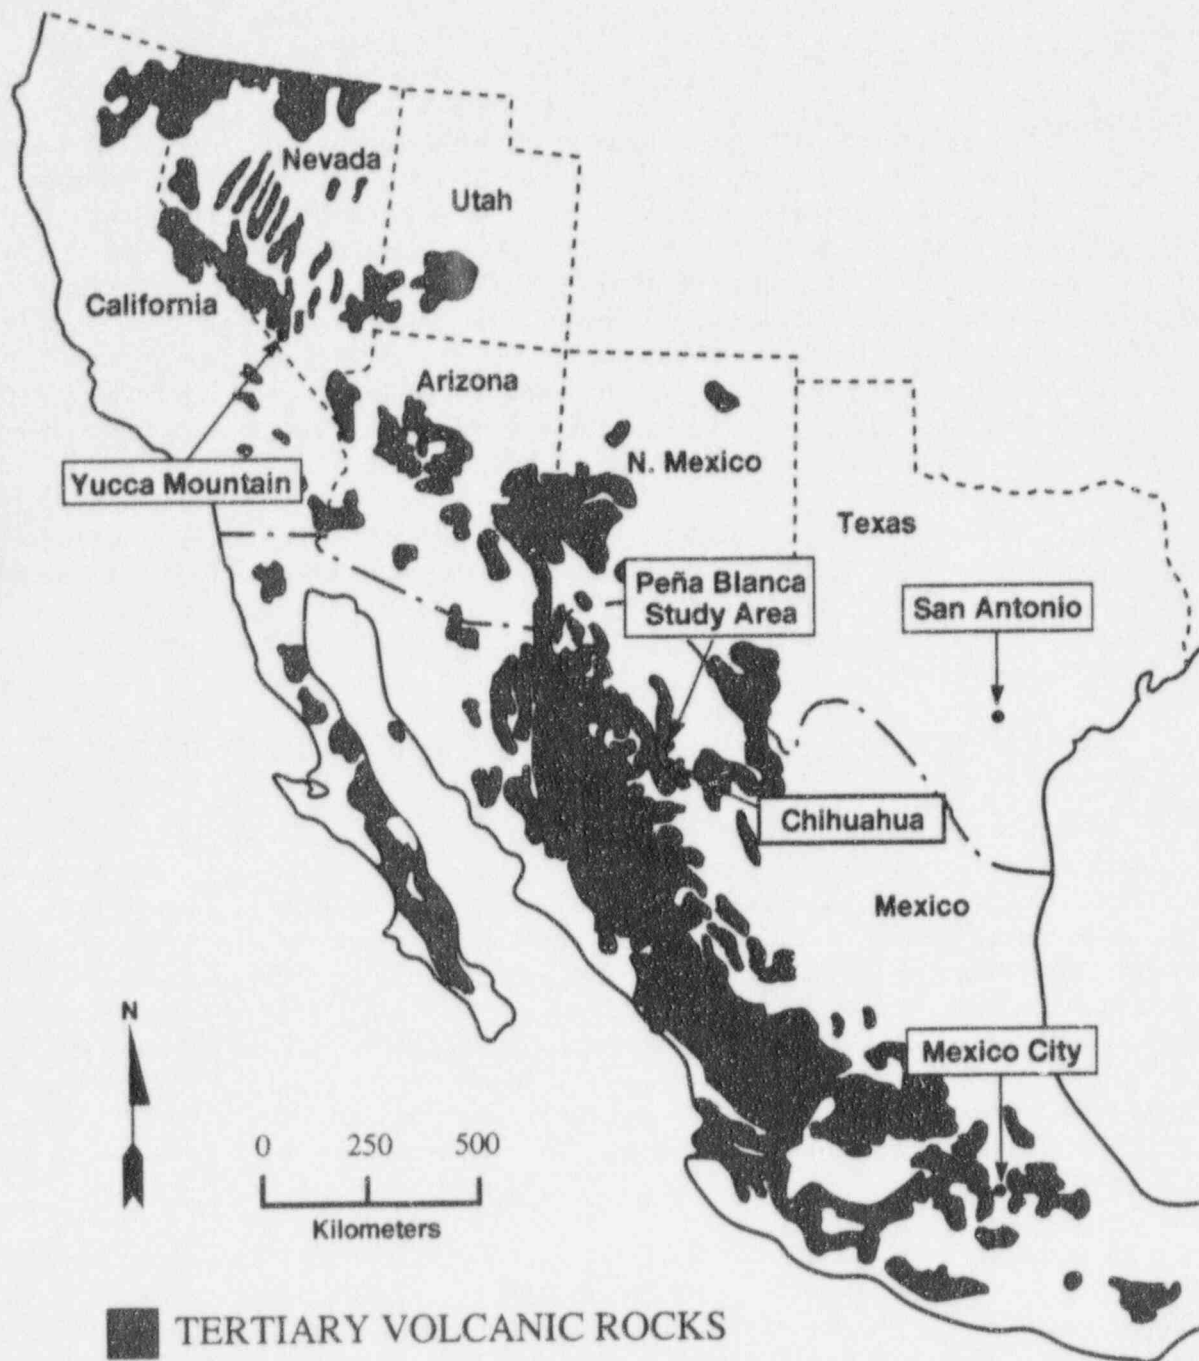 Nevada
Utah
California
Arizona
Yucca Mountain
N. Mexico
Texas
Peña Blanca
Study Area
San Antonio
Chihuahua
Mexico
N
Mexico City
0 250 500
Kilometers
TERTIARY VOLCANIC ROCKS